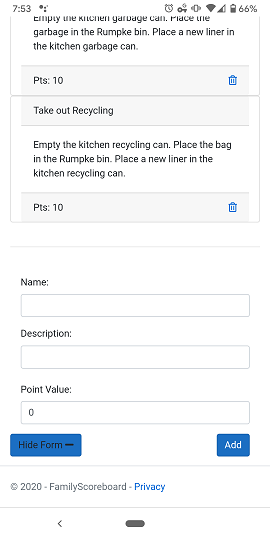 7:53
66%
Empty the kitchen garbage can. Place the
garbage in the Rumpke bin. Place a new liner in
the kitchen garbage can.
Pts: 10
Take out Recycling
Empty the kitchen recycling can. Place the bag
in the Rumpke bin. Place a new liner in the
kitchen recycling can.
Pts: 10
Name:
Description:
Point Value:
0
Hide Form
Add
© 2020 - FamilyScoreboard - Privacy